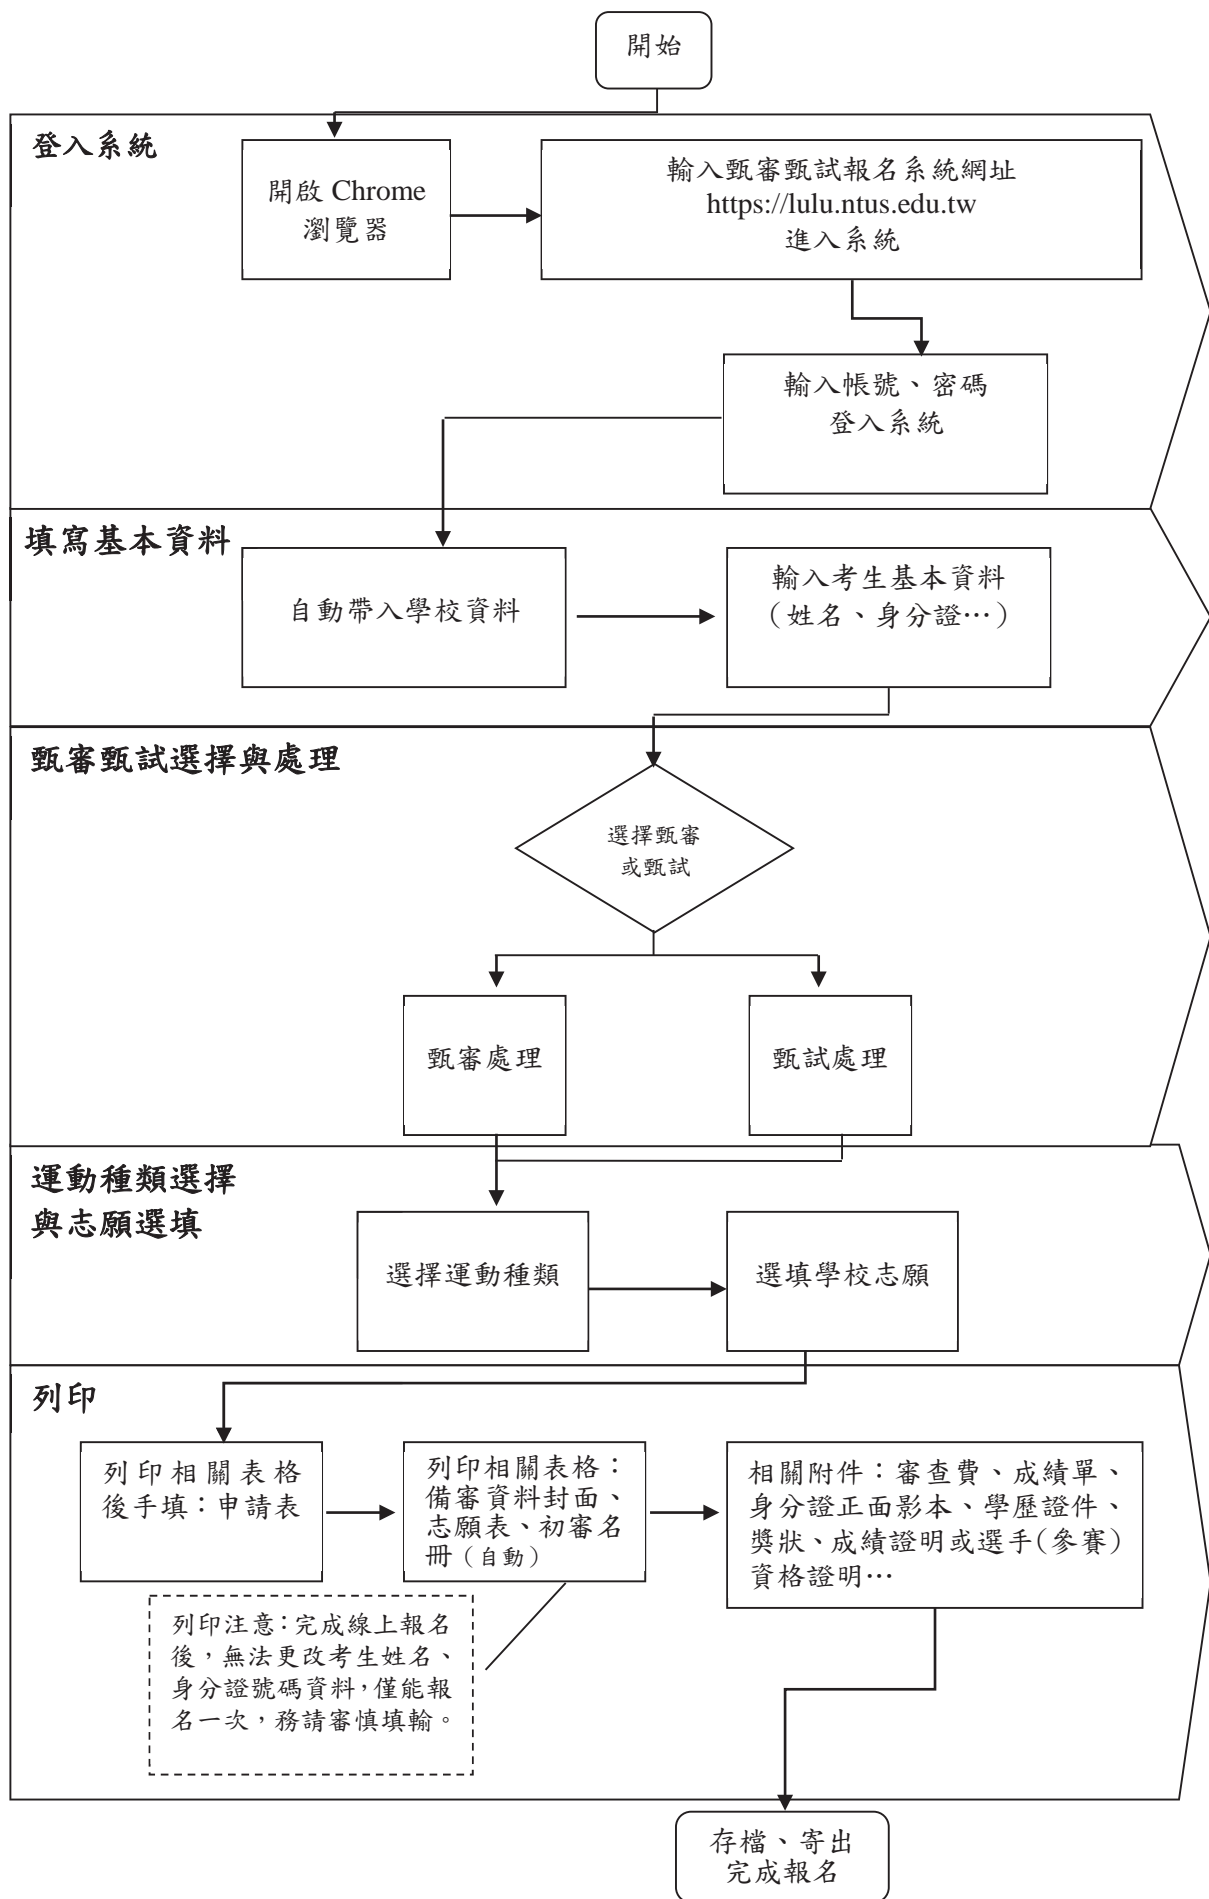 開始
登入系統
開啟 Chrome
瀏覽器
輸入甄審甄試報名系統網址
https://lulu.ntus.edu.tw
進入系統
輸入帳號、密碼
登入系統
填寫基本資料
自動帶入學校資料
輸入考生基本資料
（姓名、身分證…）
甄審甄試選擇與處理
選擇甄審
或甄試
甄審處理
甄試處理
運動種類選擇
與志願選填
選擇運動種類
選填學校志願
列印
列印相關表格
後手填：申請表
列印相關表格：
備審資料封面、
志願表、初審名
冊（自動）
相關附件：審查費、成績單、
身分證正面影本、學歷證件、
獎狀、成績證明或選手(參賽)
資格證明…
列印注意：完成線上報名
後，無法更改考生姓名、
身分證號碼資料，僅能報
名一次，務請審慎填輸。
存檔、寄出
完成報名